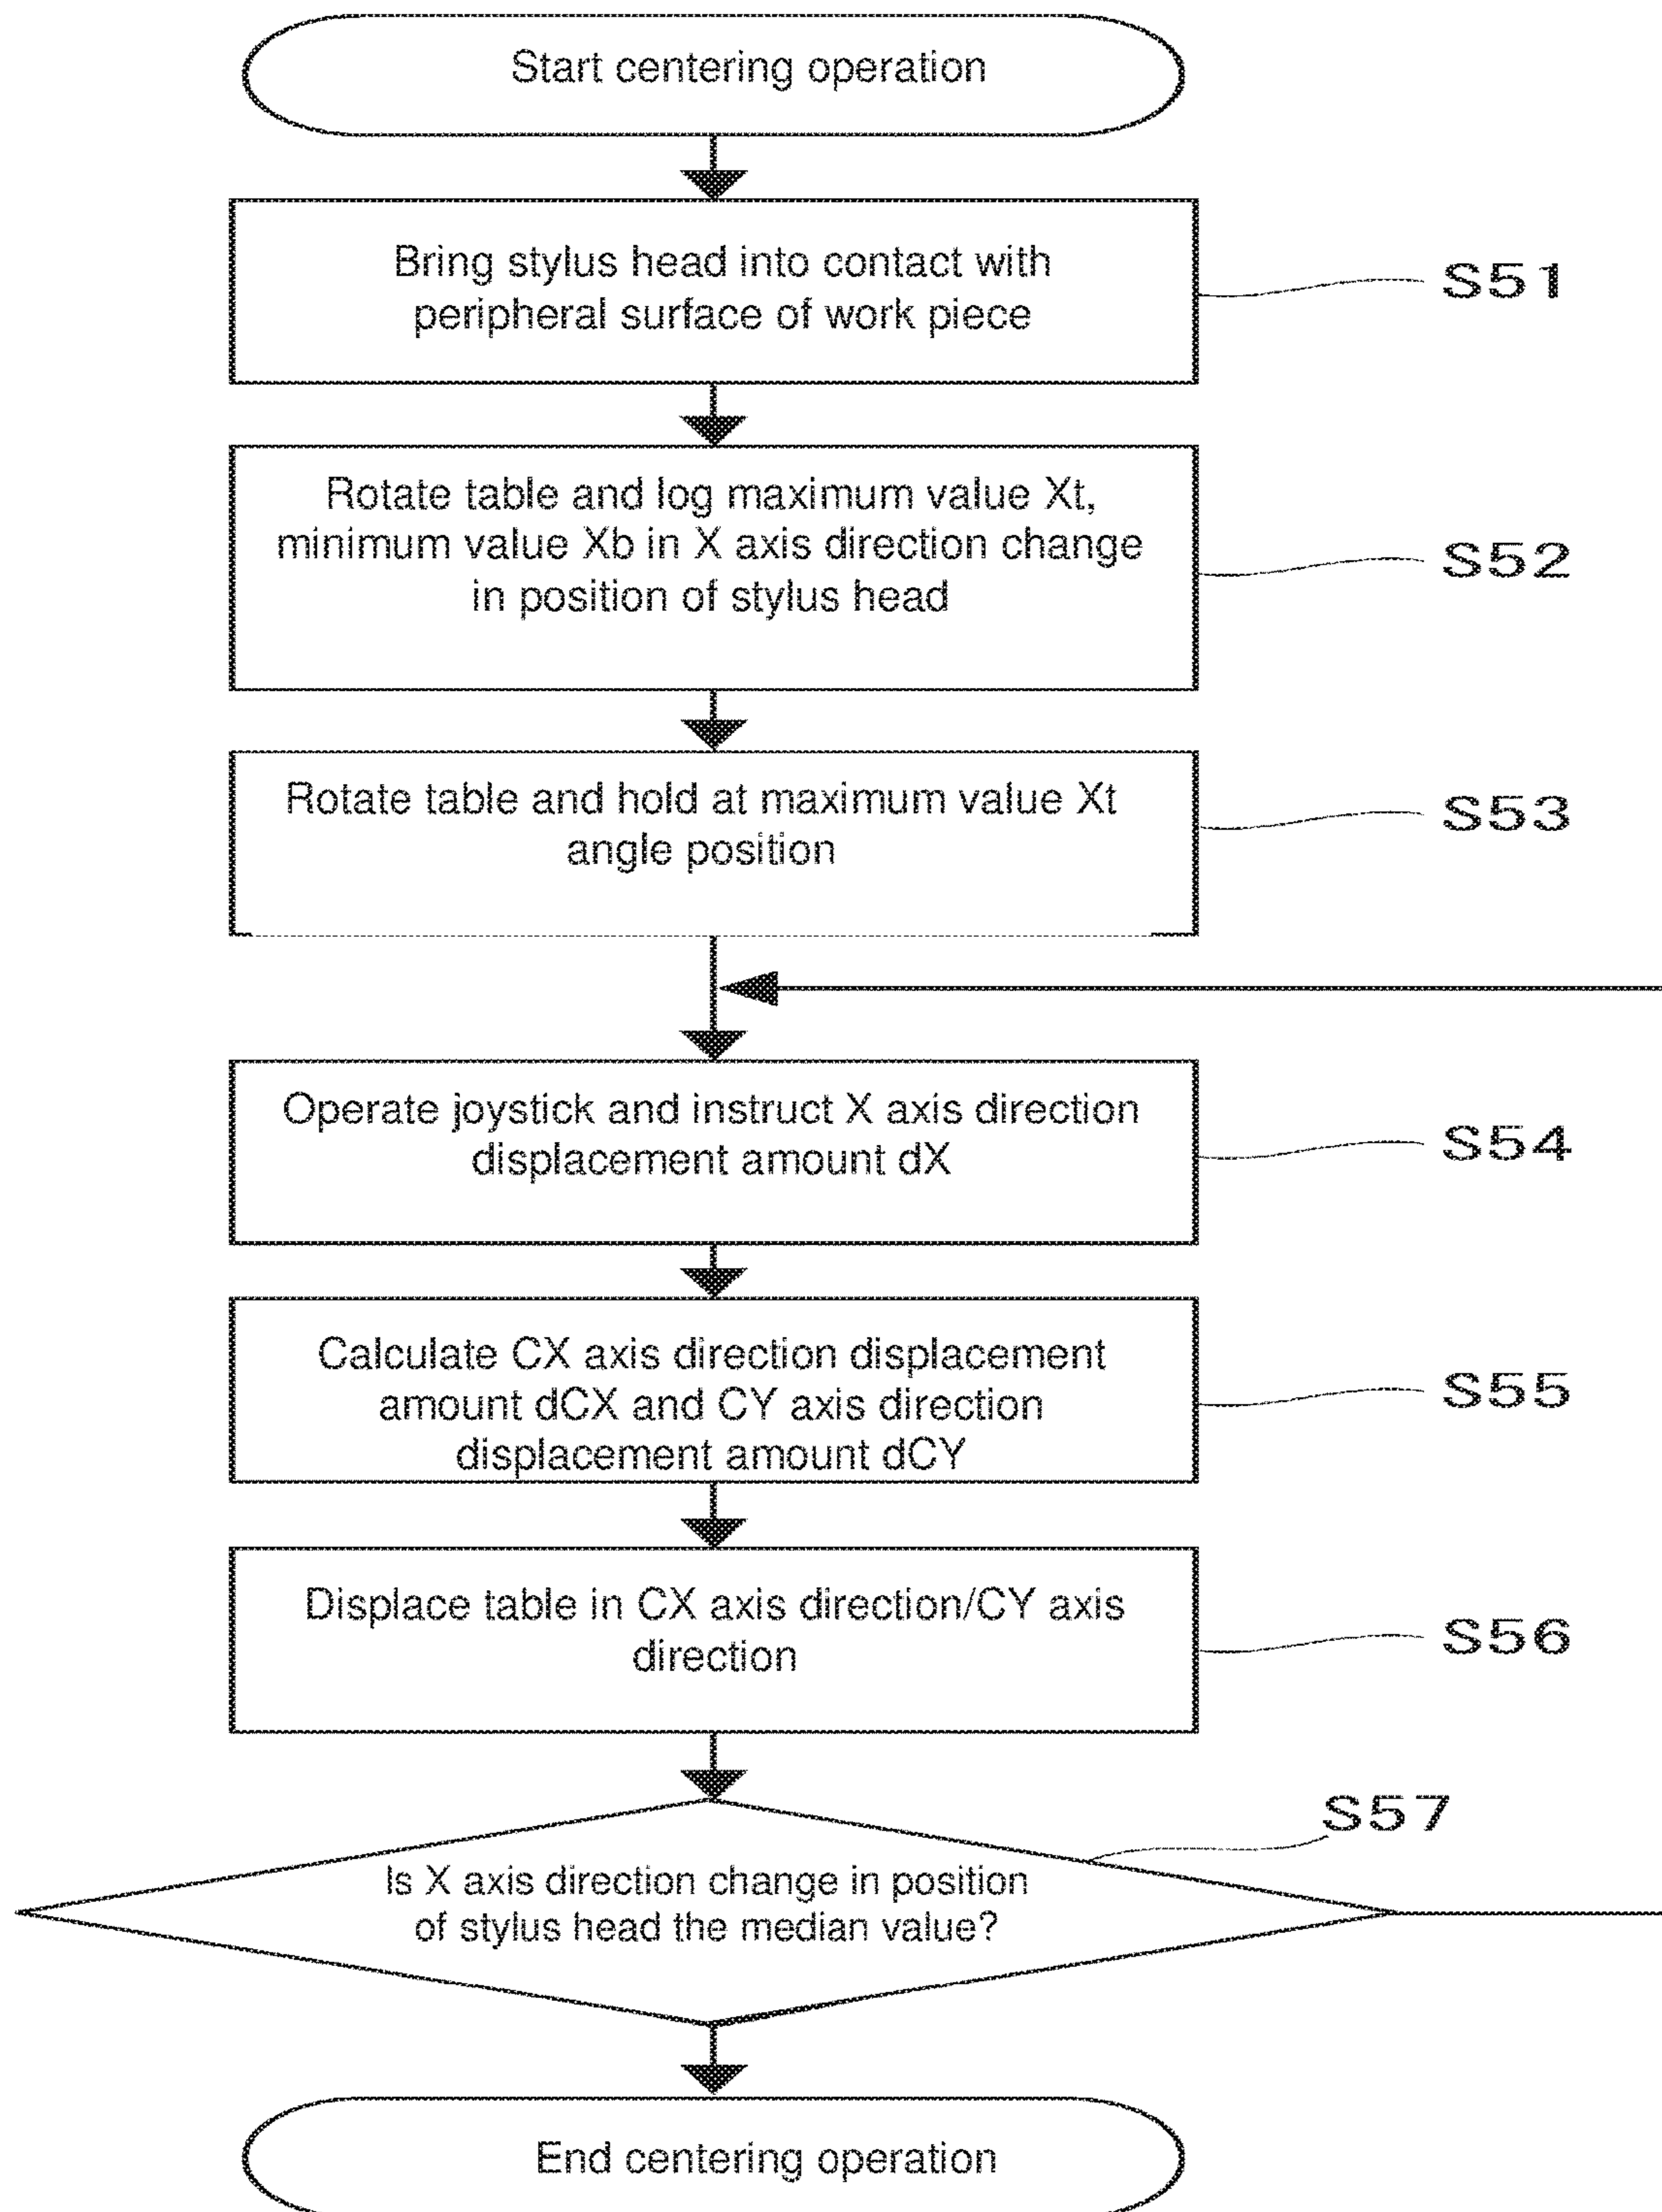 Start centering operation
Bring stylus head into contact with
peripheral surface of work piece
S51
Rotate table and log maximum value Xt,
minimum value Xb in X axis direction change
in position of stylus head
S52
Rotate table and hold at maximum value Xt
angle position
S53
Operate joystick and instruct X axis direction
displacement amount dX
S54
Calculate CX axis direction displacement
amount dCX and CY axis direction
displacement amount dCY
S55
Displace table in CX axis direction/CY axis
direction
S56
S57
Is X axis direction change in position
of stylus head the median value?
End centering operation